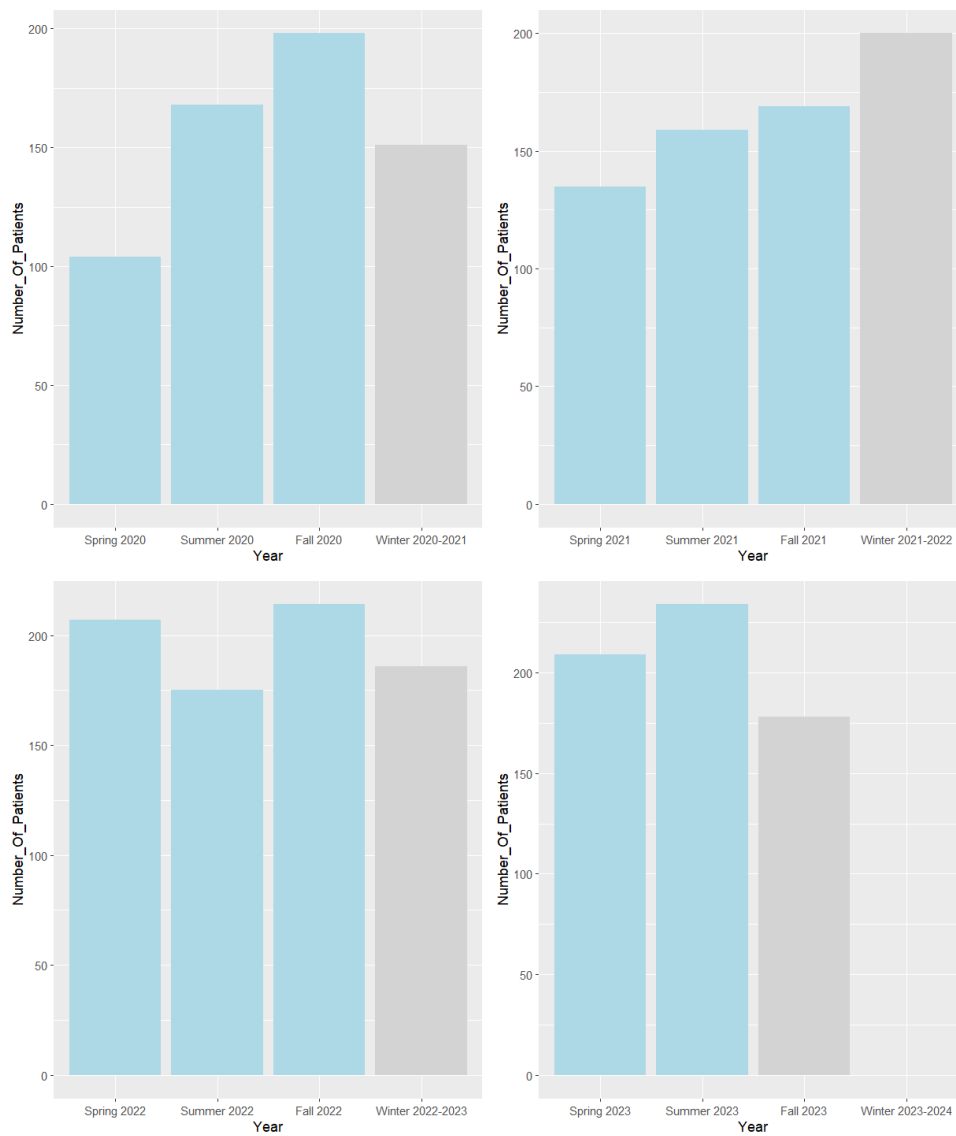 Number_Of_Patients
200
150
100
50
0
Spring 2020 Summer 2020 Fall 2020 Winter 2020-2021
Year
Number_Of_Patients
200
150
100
50
0
Spring 2021 Summer 2021 Fall 2021 Winter 2021-2022
Year
Number_Of_Patients
200
150
100
50
0
Spring 2022 Summer 2022 Fall 2022 Winter 2022-2023
Year
Number_Of_Patients
200
150
100
50
0
Spring 2023 Summer 2023 Fall 2023 Winter 2023-2024
Year